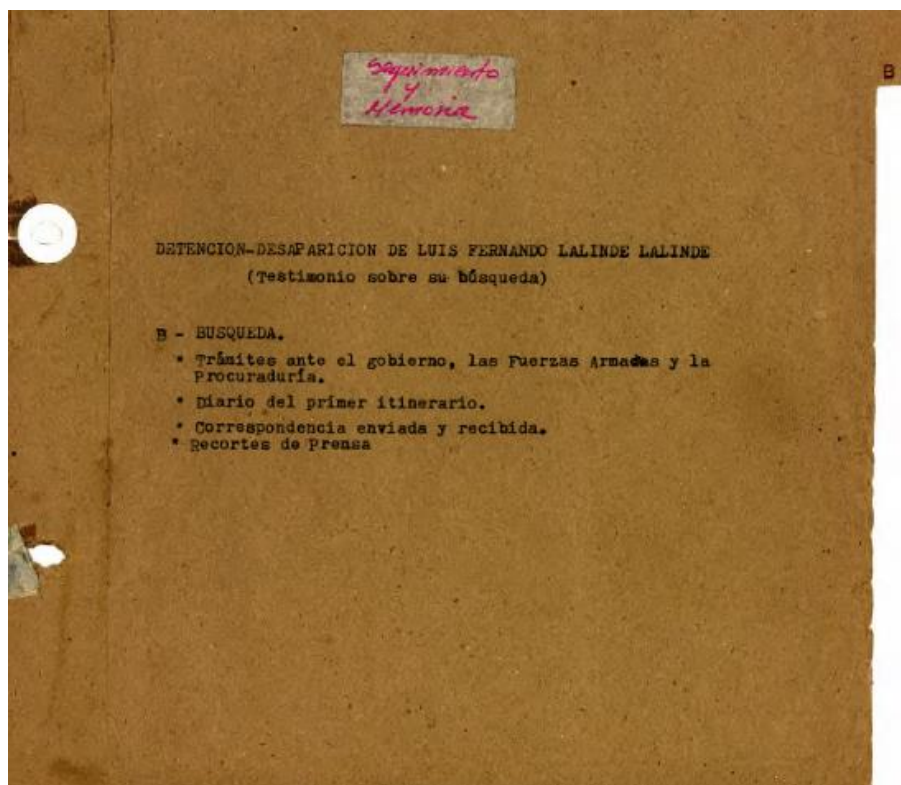 Seguimiento
y
Memoria
B
DETENCION-DESAPARICION DE LUIS FERNANDO LALINDE LALINDE
(Testimonio sobre su búsqueda)
B - BUSQUEDA.
* Trámites ante el gobierno, las Fuerzas Armadas y la
Procuraduría.
* Diario del primer itinerario.
* Correspondencia enviada y recibida.
* Recortes de Prensa